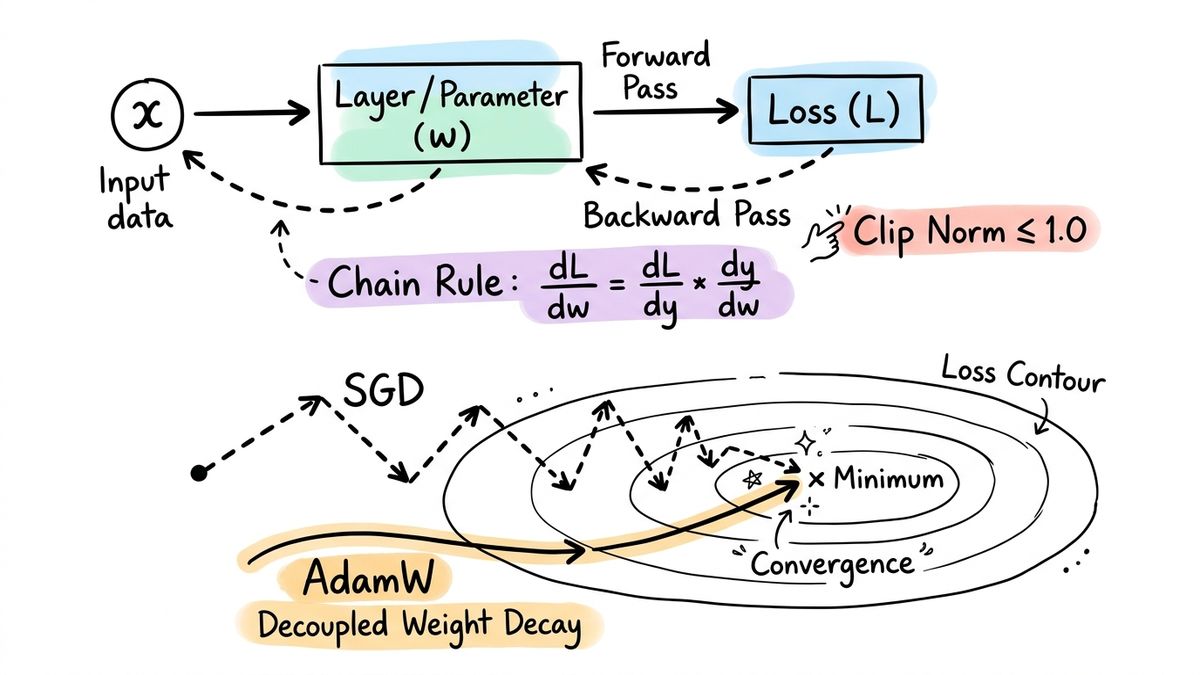 x
Input
data
Layer/Parameter
(w)
Forward
Pass
Loss (L)
Backward Pass
Clip Norm ≤ 1.0
Chain Rule: dL/dw = dL/dy * dy/dw
SGD
Loss Contour
× Minimum
"Convergence"
AdamW
Decoupled Weight Decay